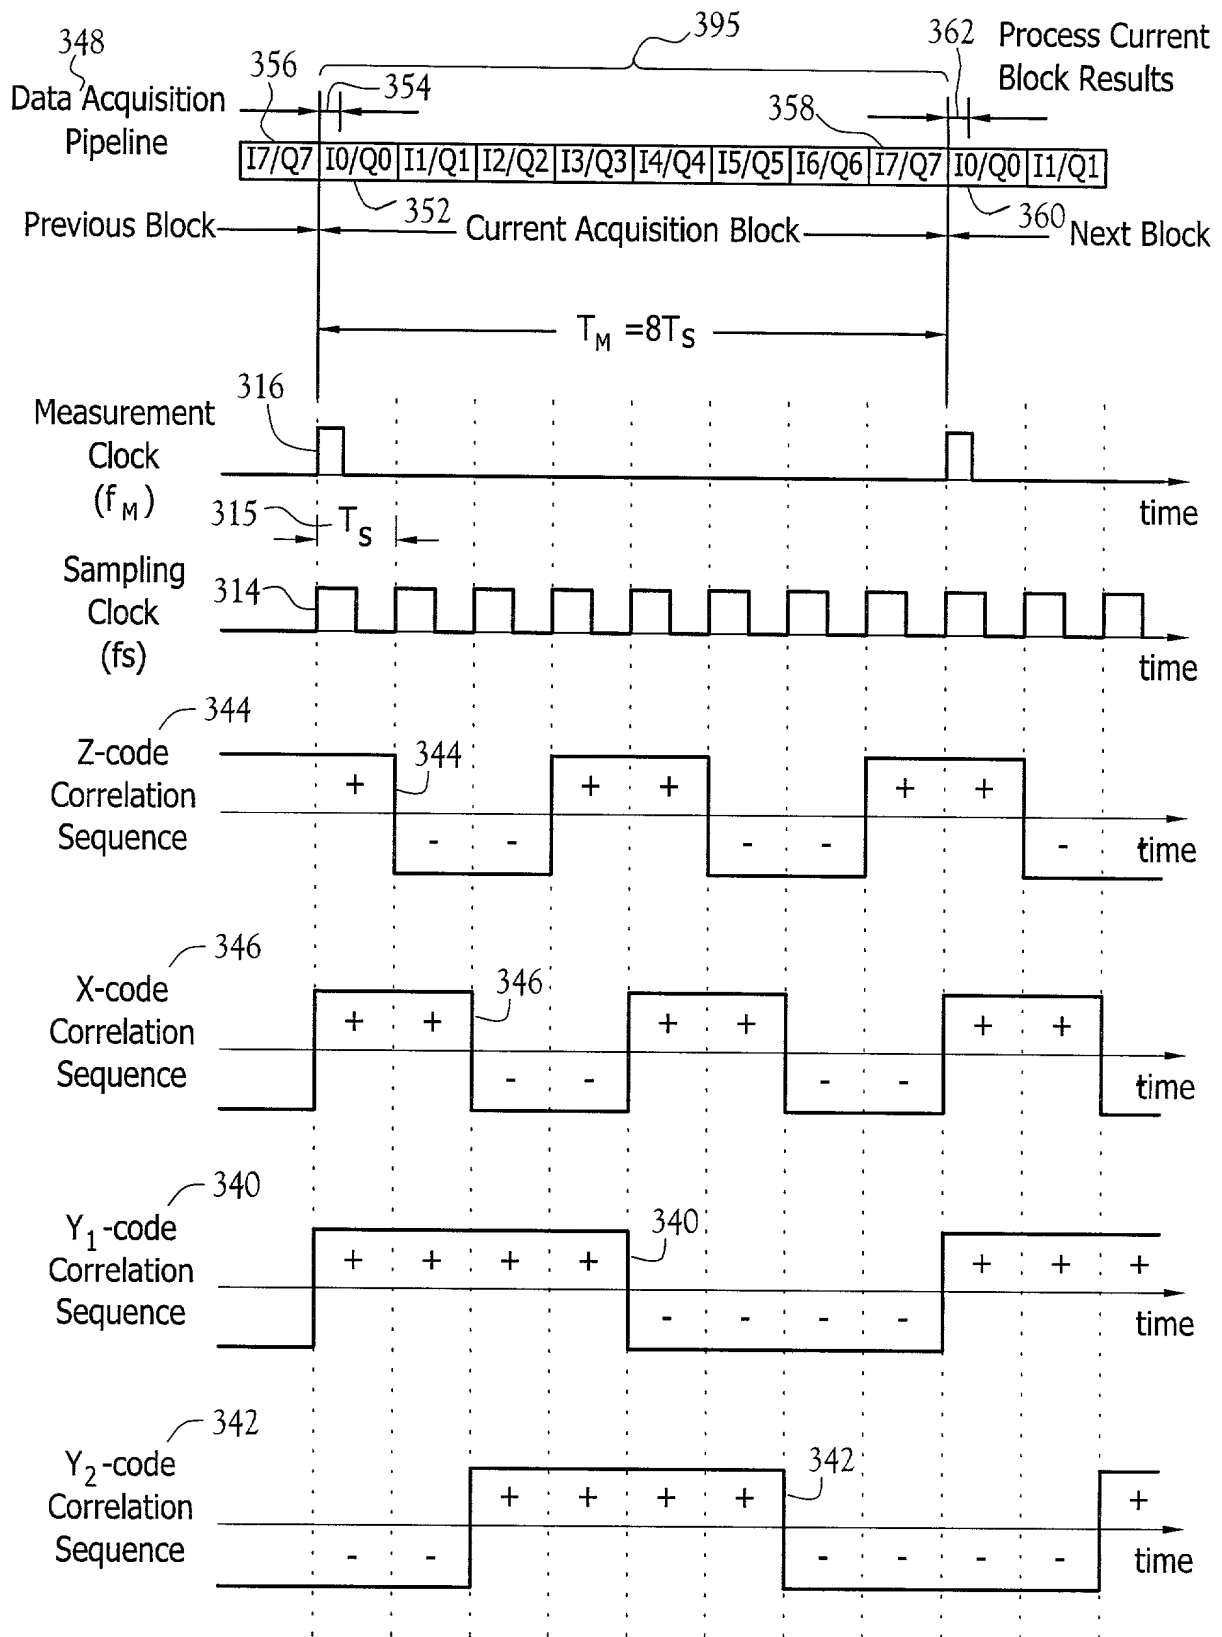 395
362
Process Current
Block Results
348
Data Acquisition
Pipeline
356
354
358
I7/Q7 I0/Q0 I1/Q1 I2/Q2 I3/Q3 I4/Q4 I5/Q5 I6/Q6 I7/Q7 I0/Q0 I1/Q1
352
360
Previous Block
Current Acquisition Block
Next Block
T_M =8T_S
316
Measurement
Clock
(f_M)
time
315
T_S
Sampling
Clock
(fs)
314
time
344
Z-code
Correlation
Sequence
344
+ + + + +
- - - - -
time
346
X-code
Correlation
Sequence
346
+ + + + + +
- - - -
time
340
Y1-code
Correlation
Sequence
340
+ + + + + + +
- - - -
time
342
Y2-code
Correlation
Sequence
342
+ + + + +
- - - - - -
time